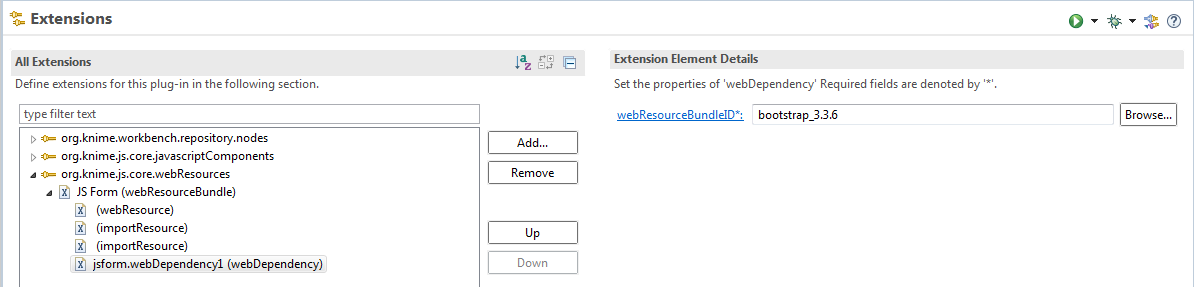 Extensions
All Extensions
Define extensions for this plug-in in the following section.
type filter text
org.knime.workbench.repository.nodes
org.knime.js.core.javascriptComponents
org.knime.js.core.webResources
JS Form (webResourceBundle)
(webResource)
(importResource)
(importResource)
jsform.webDependency1 (webDependency)
Add...
Remove
Up
Down
Extension Element Details
Set the properties of 'webDependency' Required fields are denoted by '*'.
webResourceBundleID*: bootstrap_3.3.6 Browse...